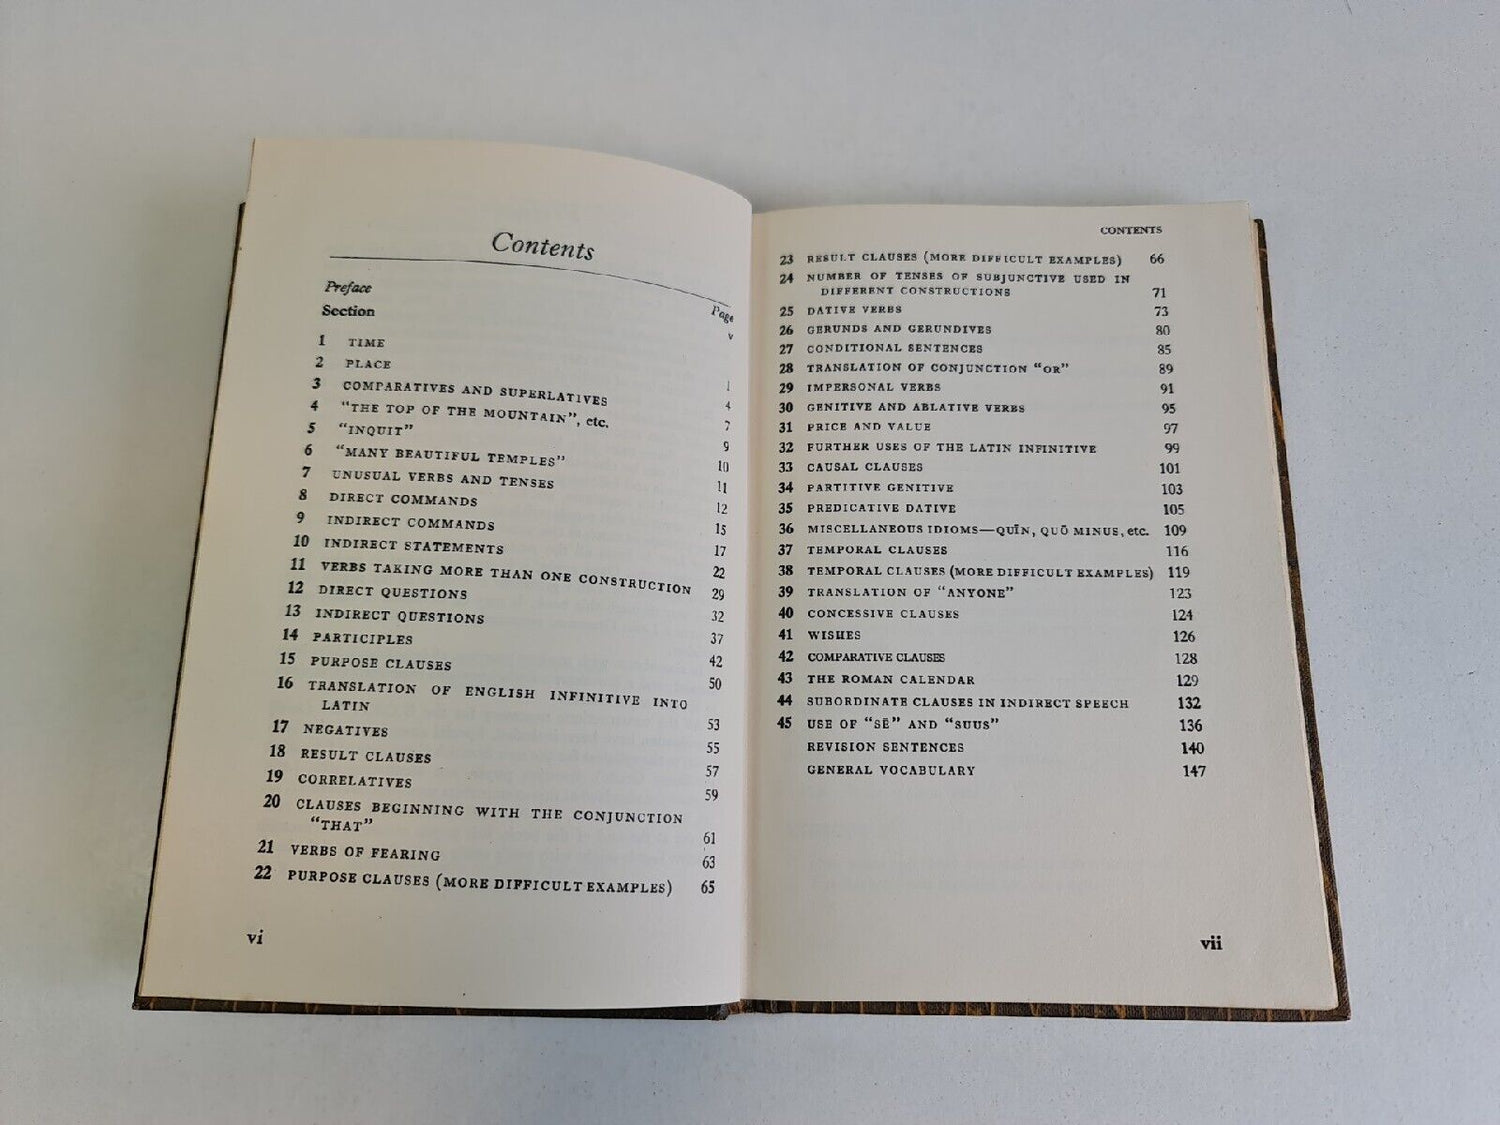 Contents
Preface v
Section Page
1 TIME 1
2 PLACE 4
3 COMPARATIVES AND SUPERLATIVES 7
4 "THE TOP OF THE MOUNTAIN", etc. 9
5 "INQUIT" 10
6 "MANY BEAUTIFUL TEMPLES" 11
7 UNUSUAL VERBS AND TENSES 12
8 DIRECT COMMANDS 15
9 INDIRECT COMMANDS 17
10 INDIRECT STATEMENTS 22
11 VERBS TAKING MORE THAN ONE CONSTRUCTION 29
12 DIRECT QUESTIONS 32
13 INDIRECT QUESTIONS 37
14 PARTICIPLES 42
15 PURPOSE CLAUSES 50
16 TRANSLATION OF ENGLISH INFINITIVE INTO
LATIN 53
17 NEGATIVES 55
18 RESULT CLAUSES 57
19 CORRELATIVES 59
20 CLAUSES BEGINNING WITH THE CONJUNCTION
"THAT" 61
21 VERBS OF FEARING 63
22 PURPOSE CLAUSES (MORE DIFFICULT EXAMPLES) 65
vi
CONTENTS
23 RESULT CLAUSES (MORE DIFFICULT EXAMPLES) 66
24 NUMBER OF TENSES OF SUBJUNCTIVE USED IN
DIFFERENT CONSTRUCTIONS 71
25 DATIVE VERBS 73
26 GERUNDS AND GERUNDIVES 80
27 CONDITIONAL SENTENCES 85
28 TRANSLATION OF CONJUNCTION "OR" 89
29 IMPERSONAL VERBS 91
30 GENITIVE AND ABLATIVE VERBS 95
31 PRICE AND VALUE 97
32 FURTHER USES OF THE LATIN INFINITIVE 99
33 CAUSAL CLAUSES 101
34 PARTITIVE GENITIVE 103
35 PREDICATIVE DATIVE 105
36 MISCELLANEOUS IDIOMS—QUĪN, QUŌ MINUS, etc. 109
37 TEMPORAL CLAUSES 116
38 TEMPORAL CLAUSES (MORE DIFFICULT EXAMPLES) 119
39 TRANSLATION OF "ANYONE" 123
40 CONCESSIVE CLAUSES 124
41 WISHES 126
42 COMPARATIVE CLAUSES 128
43 THE ROMAN CALENDAR 129
44 SUBORDINATE CLAUSES IN INDIRECT SPEECH 132
45 USE OF "SĒ" AND "SUUS" 136
REVISION SENTENCES 140
GENERAL VOCABULARY 147
vii